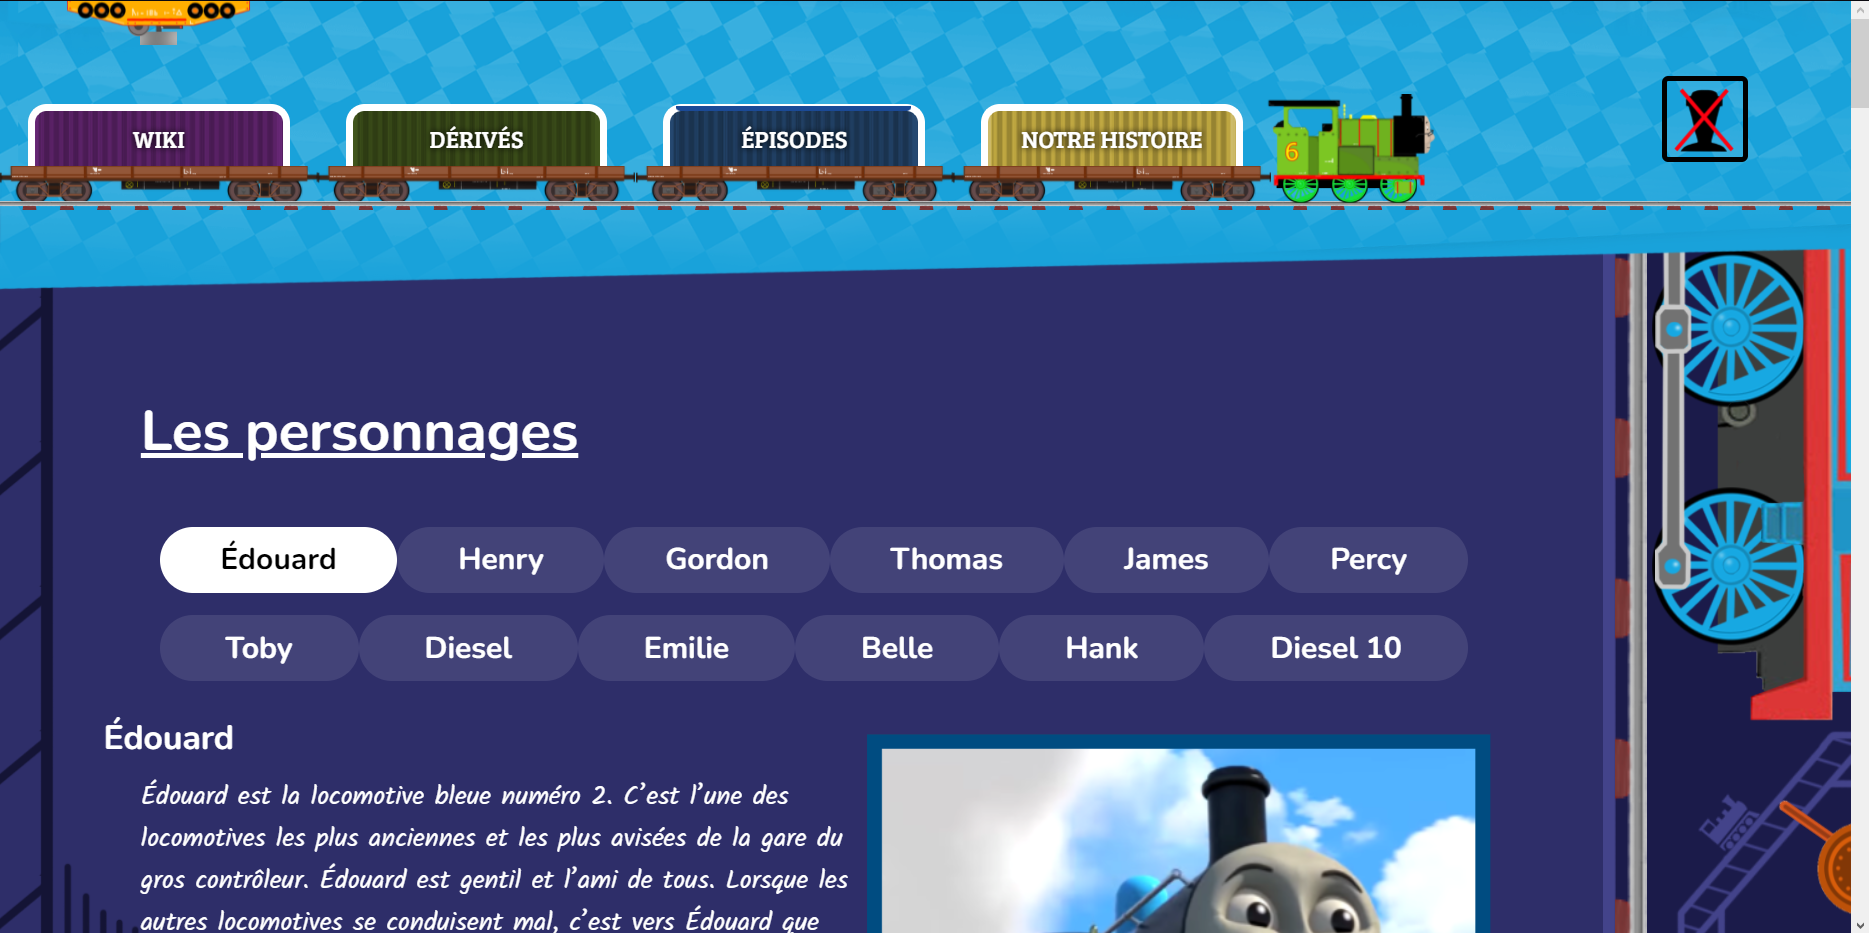 WIKI
DÉRIVÉS
ÉPISODES
NOTRE HISTOIRE
6
Les personnages
Édouard
Henry
Gordon
Thomas
James
Percy
Toby
Diesel
Emilie
Belle
Hank
Diesel 10
Édouard
Édouard est la locomotive bleue numéro 2. C’est l’une des
locomotives les plus anciennes et les plus avisées de la gare du
gros contrôleur. Édouard est gentil et l’ami de tous. Lorsque les
autres locomotives se conduisent mal, c’est vers Édouard que